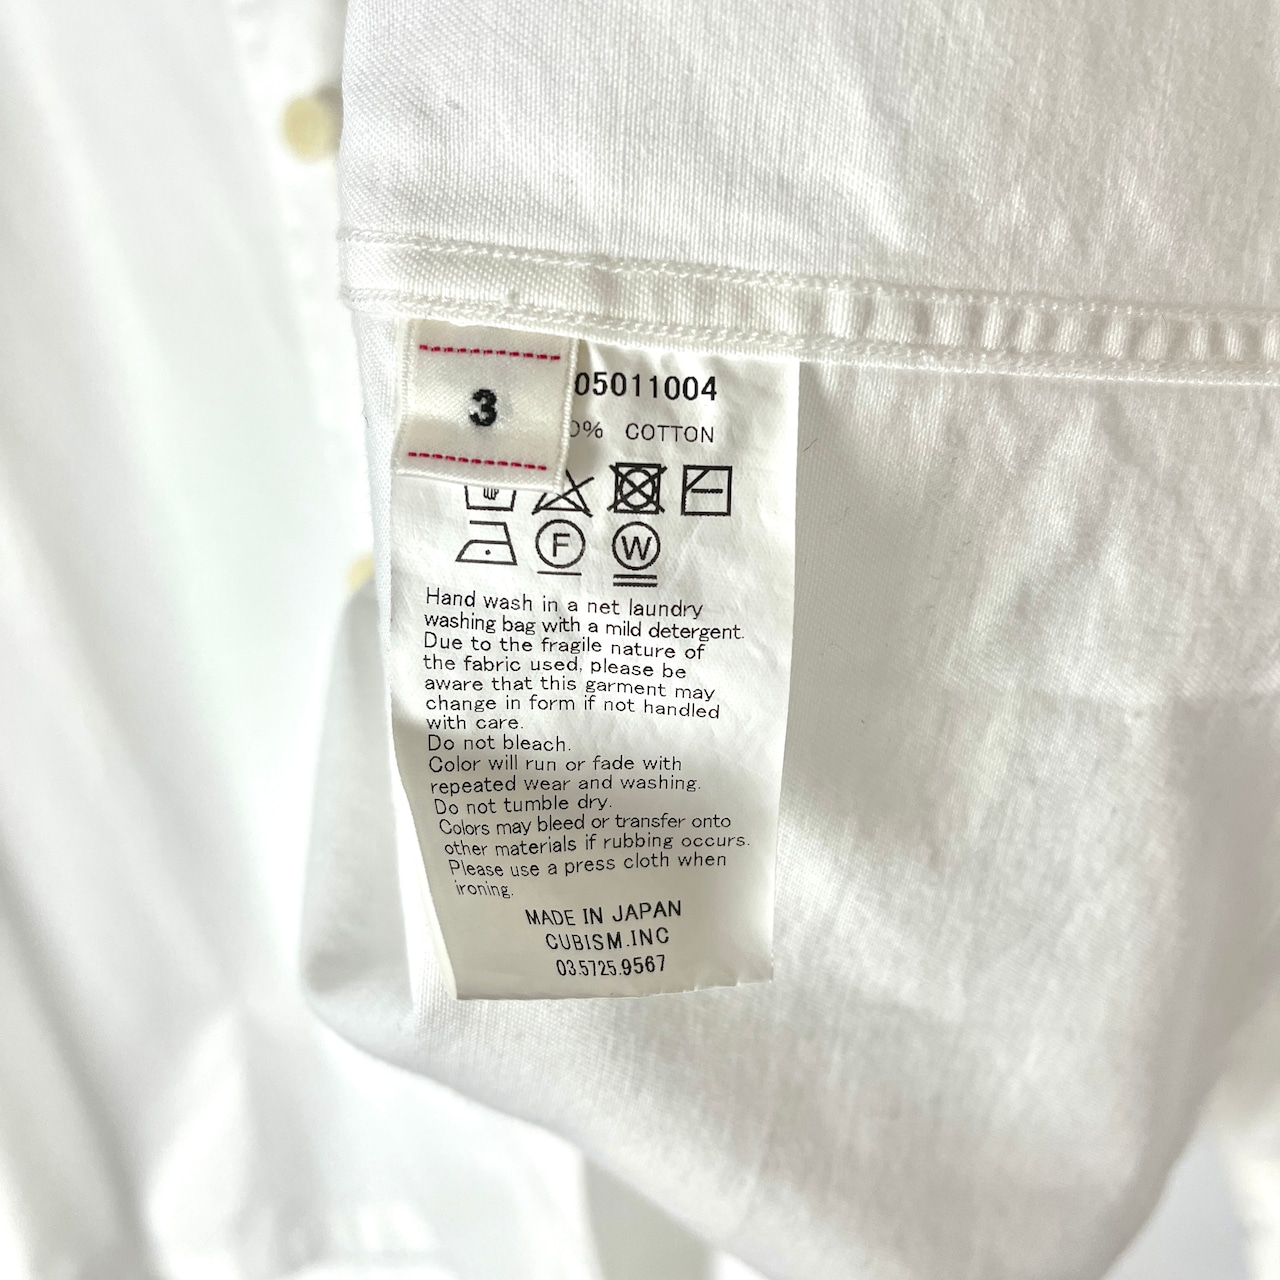 3
05011004
0% COTTON
F W
Hand wash in a net laundry
washing bag with a mild detergent.
Due to the fragile nature of
the fabric used, please be
aware that this garment may
change in form if not handled
with care.
Do not bleach.
Color will run or fade with
repeated wear and washing.
Do not tumble dry.
Colors may bleed or transfer onto
other materials if rubbing occurs.
Please use a press cloth when
ironing.
MADE IN JAPAN
CUBISM.INC
03.5725.9567